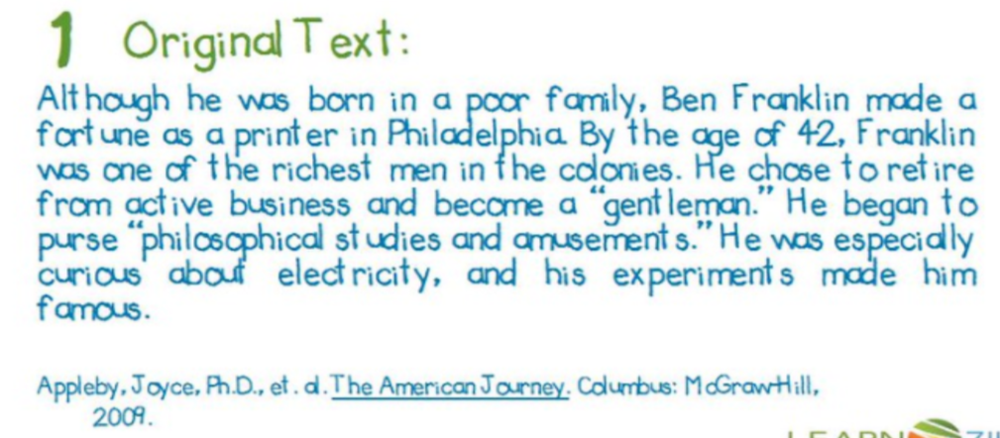 1 Original Text:
Although he was born in a poor family, Ben Franklin made a
fortune as a printer in Philadelphia By the age of 42, Franklin
was one of the richest men in the colonies. He chose to retire
from active business and become a “gentleman.” He began to
purse “philosophical studies and amusements.” He was especially
curious about electricity, and his experiments made him
famous.
Appleby, Joyce, Ph.D., et. al. The American Journey. Columbus: McGraw-Hill,
2009.